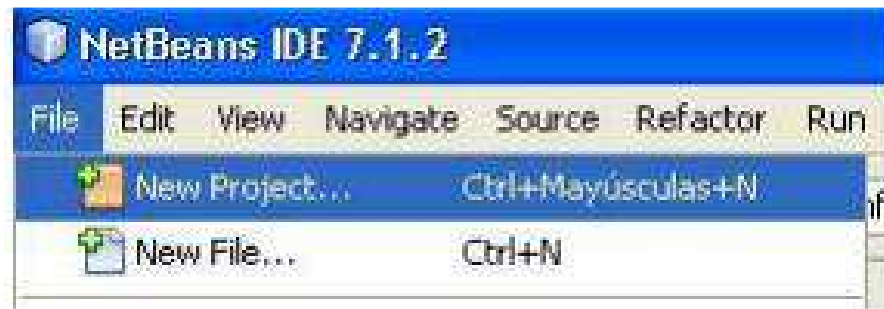 NetBeans IDE 7.1.2
File Edit View Navigate Source Refactor Run
New Project... Ctrl+Mayúsculas+N
New File... Ctrl+N